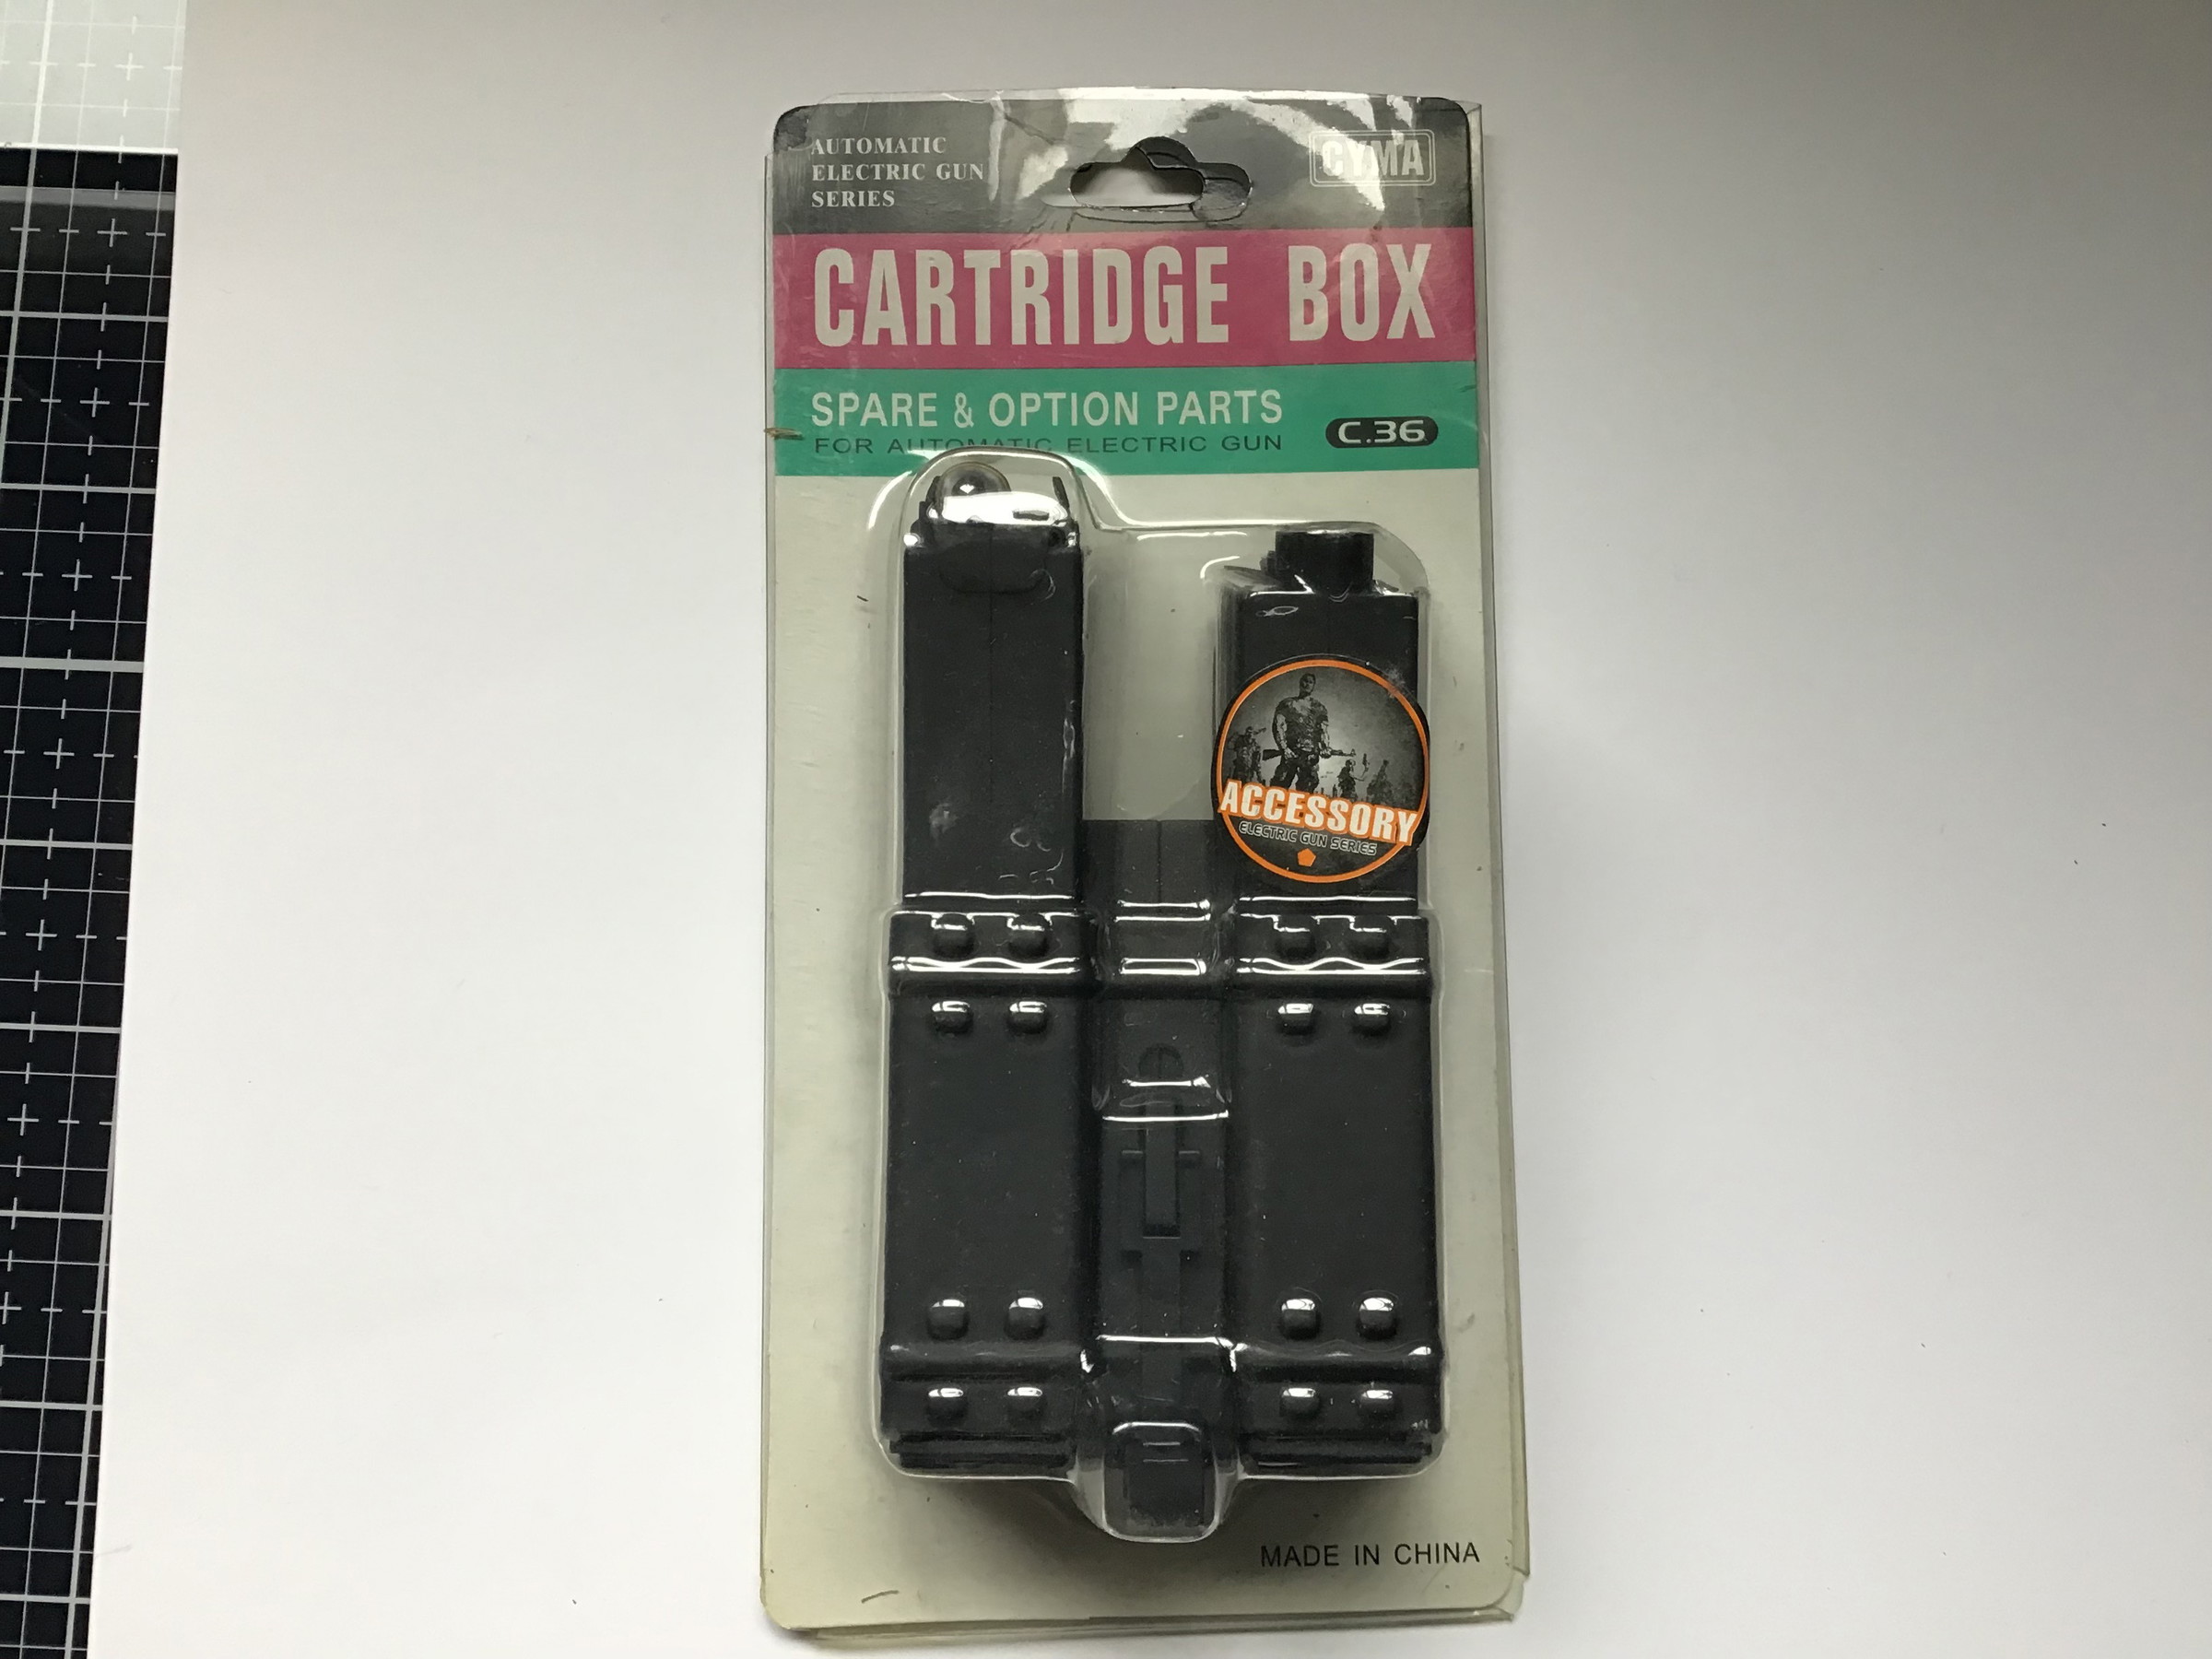 AUTOMATIC
ELECTRIC GUN
SERIES
CYMA
CARTRIDGE BOX
SPARE & OPTION PARTS
FOR AUTOMATIC ELECTRIC GUN
C.36
ACCESSORY
ELECTRIC GUN SERIES
MADE IN CHINA